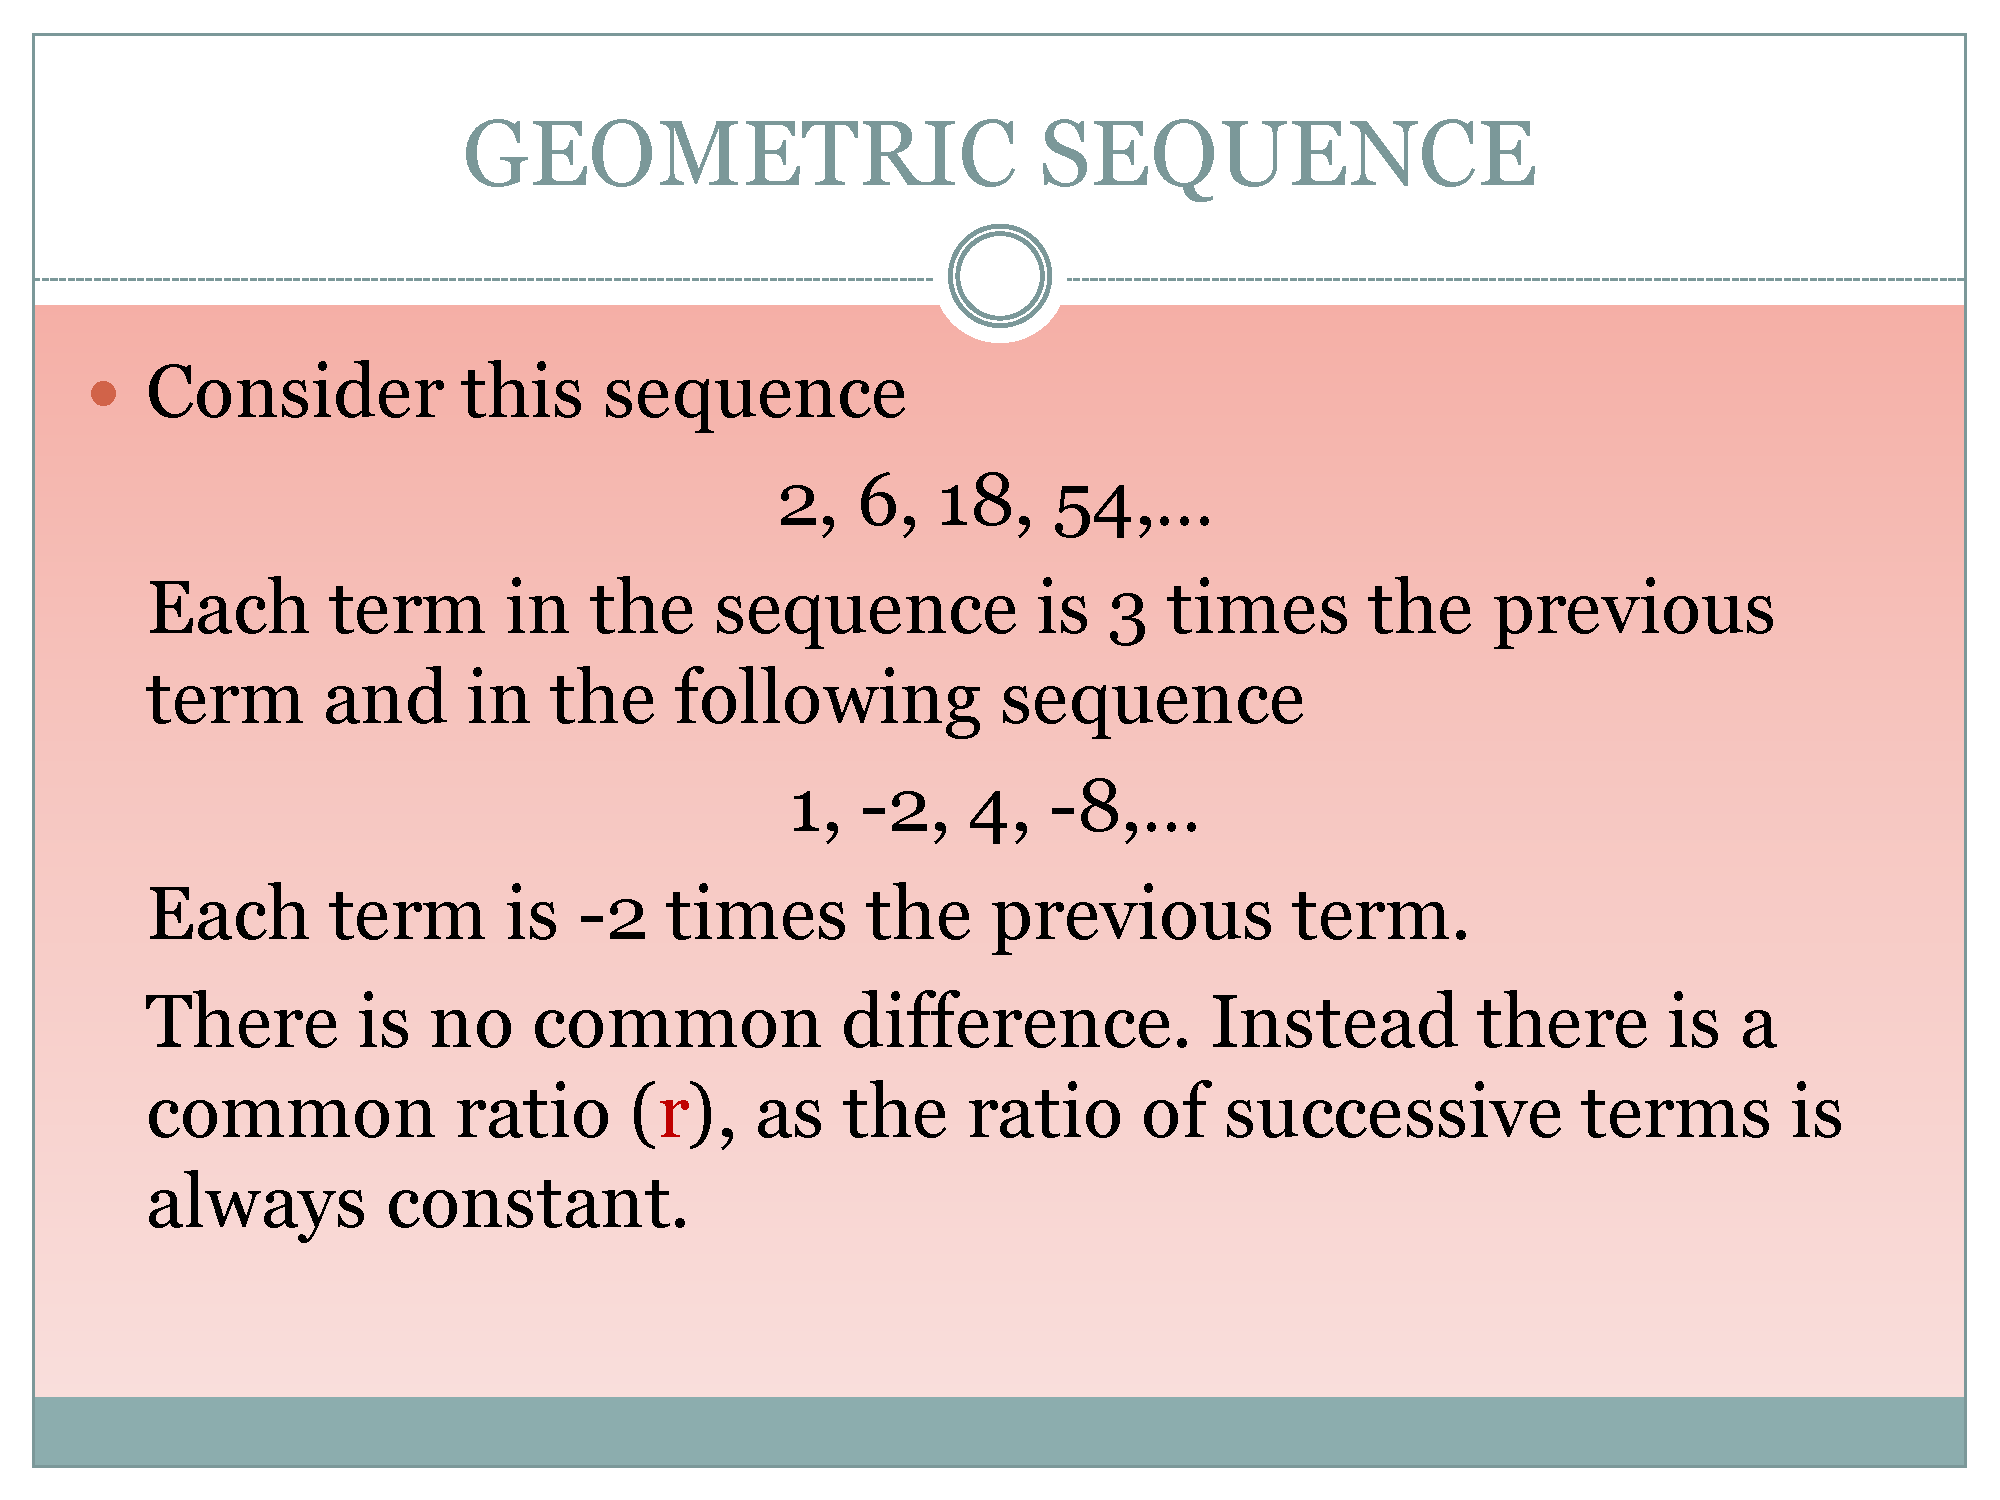 GEOMETRIC SEQUENCE
• Consider this sequence
2, 6, 18, 54,…
Each term in the sequence is 3 times the previous
term and in the following sequence
1, -2, 4, -8,…
Each term is -2 times the previous term.
There is no common difference. Instead there is a
common ratio (r), as the ratio of successive terms is
always constant.